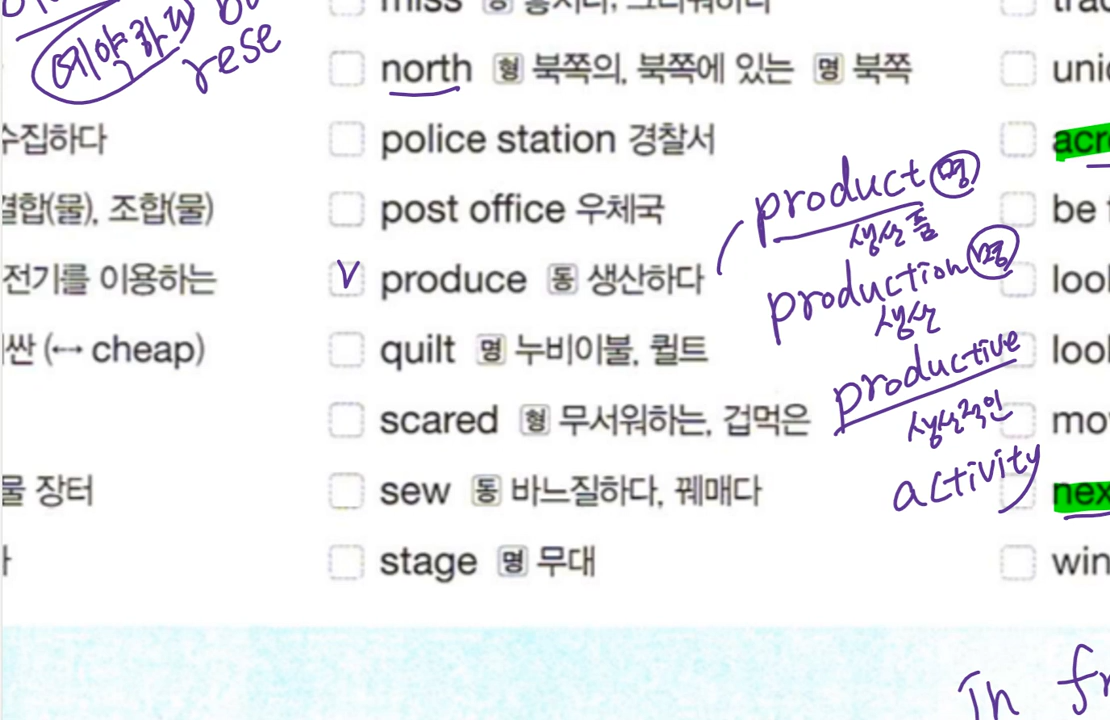 예약하다
rese
miss
north 형 북쪽의, 북쪽에 있는 명 북쪽
수집하다
police station 경찰서
결합(물), 조합(물)
post office 우체국
전기를 이용하는
produce 동 생산하다
product 명
생산품
production 명
생산
productive
생산적인
activity
싼 (↔ cheap)
quilt 명 누비이불, 퀼트
scared 형 무서워하는, 겁먹은
물 장터
sew 동 바느질하다, 꿰매다
stage 명 무대
acr
be
loo
loo
mo
nex
win
In fr